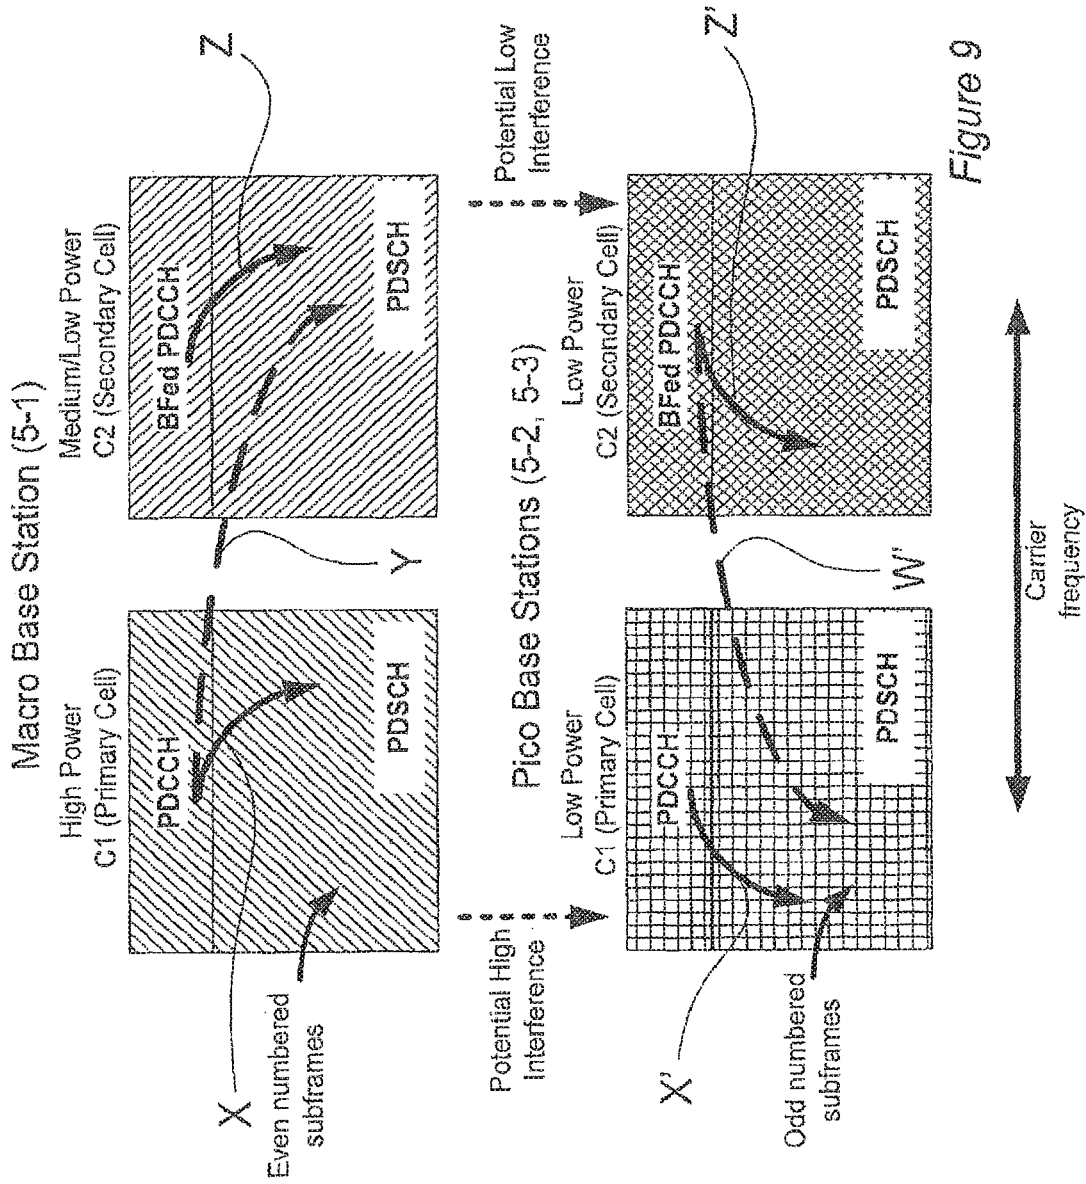 Macro Base Station (5-1)
High Power
C1 (Primary Cell)
Medium/Low Power
C2 (Secondary Cell)
PDCCH
PDSCH
BFed PDCCH
PDSCH
X
Y
Z
Even numbered
subframes
Potential High
Interference
Potential Low
Interference
Pico Base Stations (5-2, 5-3)
Low Power
C1 (Primary Cell)
Low Power
C2 (Secondary Cell)
PDCCH
PDSCH
BFed PDCCH
PDSCH
X'
W'
Z'
Odd numbered
subframes
Carrier
frequency
Figure 9